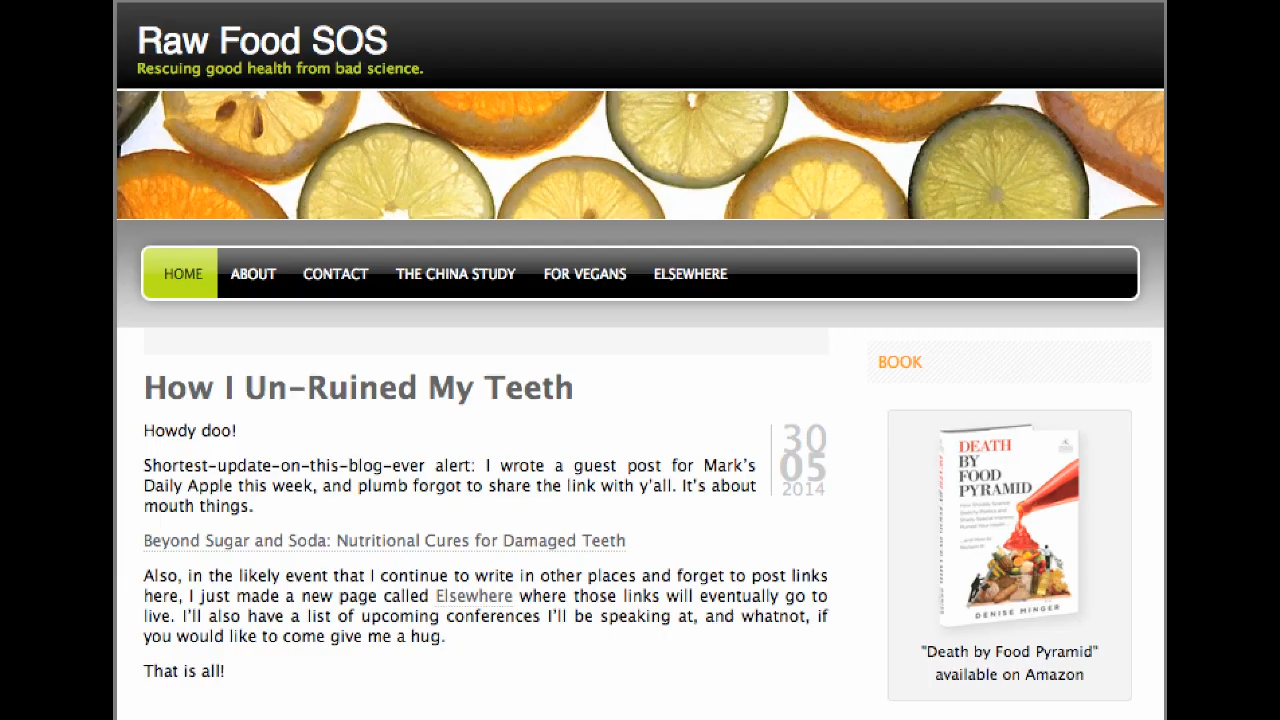 Raw Food SOS
Rescuing good health from bad science.
HOME ABOUT CONTACT THE CHINA STUDY FOR VEGANS ELSEWHERE
How I Un-Ruined My Teeth
Howdy doo!
30
05
2014
Shortest-update-on-this-blog-ever alert: I wrote a guest post for Mark's
Daily Apple this week, and plumb forgot to share the link with y'all. It's about
mouth things.
Beyond Sugar and Soda: Nutritional Cures for Damaged Teeth
Also, in the likely event that I continue to write in other places and forget to post links
here, I just made a new page called Elsewhere where those links will eventually go to
live. I'll also have a list of upcoming conferences I'll be speaking at, and whatnot, if
you would like to come give me a hug.
That is all!
BOOK
DEATH
BY
FOOD
PYRAMID
DENISE MINGER
"Death by Food Pyramid"
available on Amazon